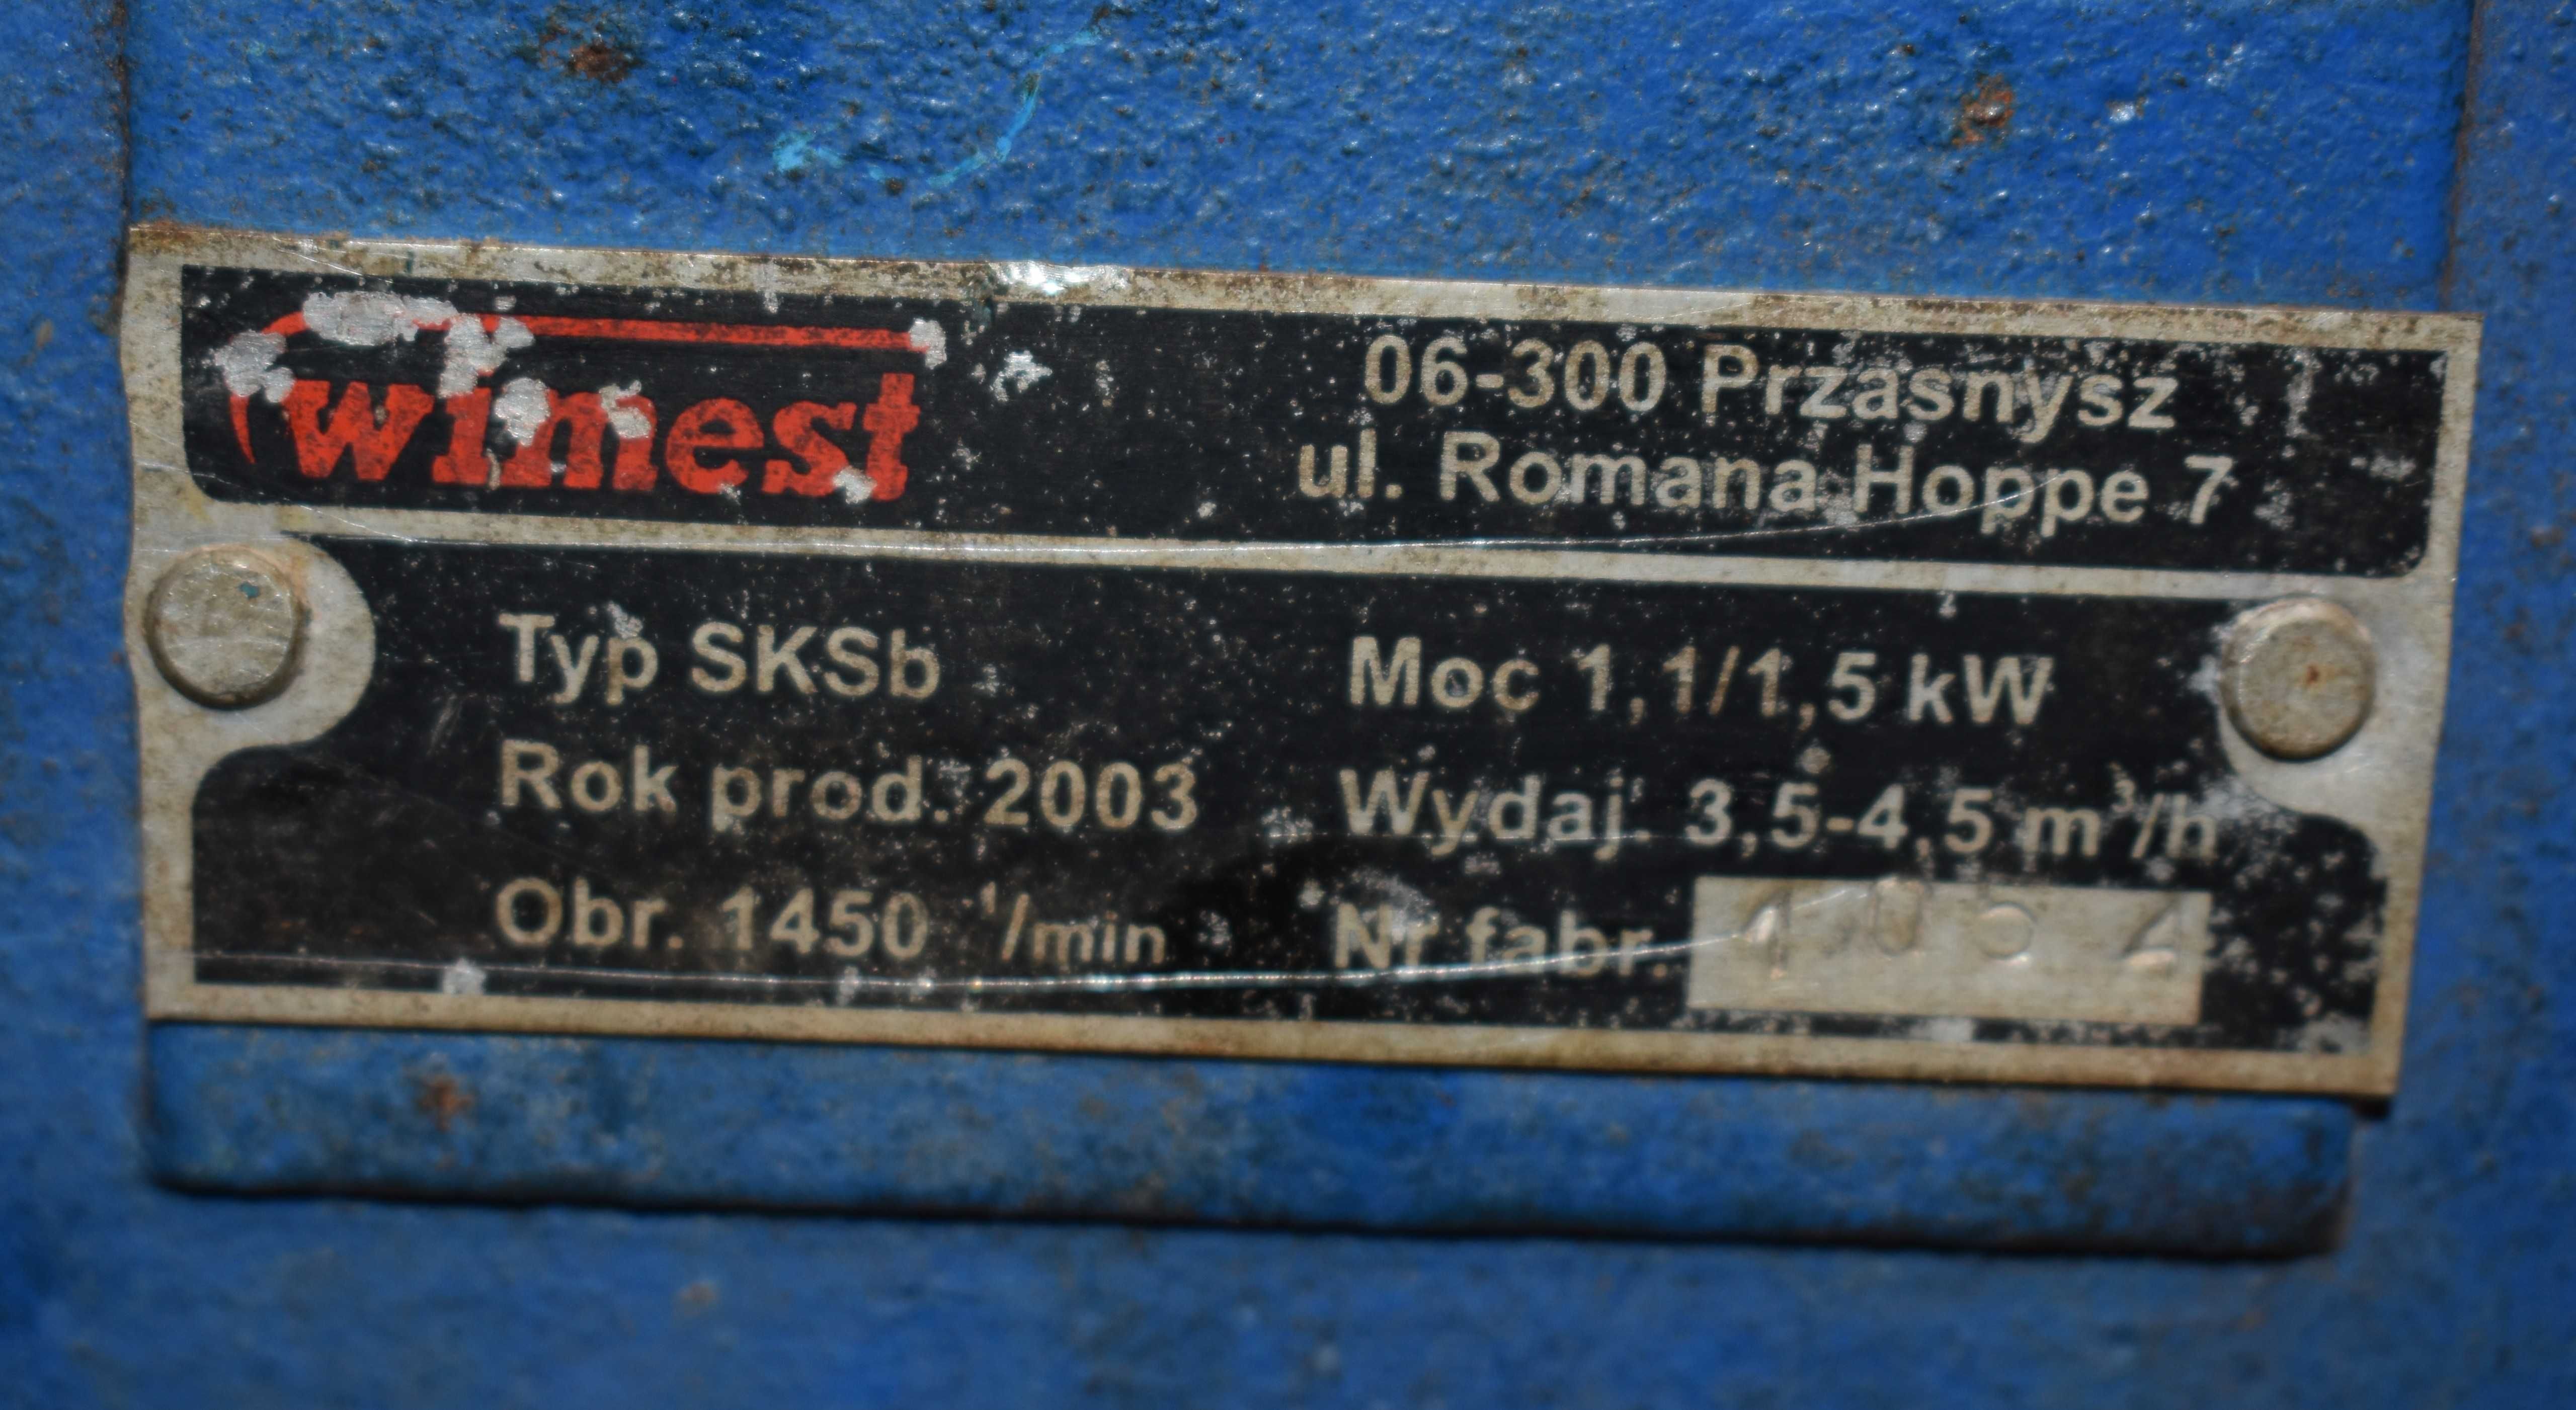 wimest
06-300 Przasnysz
ul. Romana Hoppe 7
Typ SKSb
Moc 1,1/1,5 kW
Rok prod. 2003
Wydaj. 3,5-4,5 m³/h
Obr. 1450 ¹/min
Nr fabr.